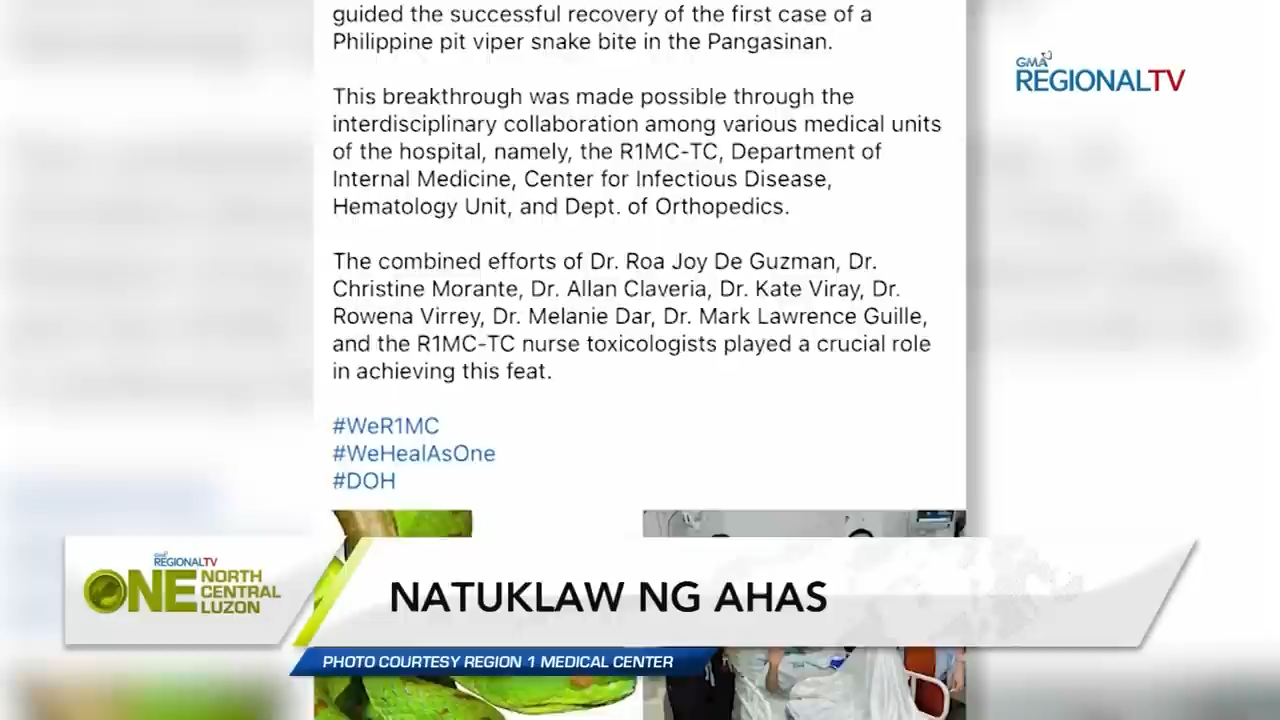 guided the successful recovery of the first case of a
Philippine pit viper snake bite in the Pangasinan.
GMA
REGIONALTV
This breakthrough was made possible through the
interdisciplinary collaboration among various medical units
of the hospital, namely, the R1MC-TC, Department of
Internal Medicine, Center for Infectious Disease,
Hematology Unit, and Dept. of Orthopedics.
The combined efforts of Dr. Roa Joy De Guzman, Dr.
Christine Morante, Dr. Allan Claveria, Dr. Kate Viray, Dr.
Rowena Virrey, Dr. Melanie Dar, Dr. Mark Lawrence Guille,
and the R1MC-TC nurse toxicologists played a crucial role
in achieving this feat.
#WeR1MC
#WeHealAsOne
#DOH
GMA
REGIONALTV
ONE NORTH
CENTRAL
LUZON
NATUKLAW NG AHAS
PHOTO COURTESY REGION 1 MEDICAL CENTER